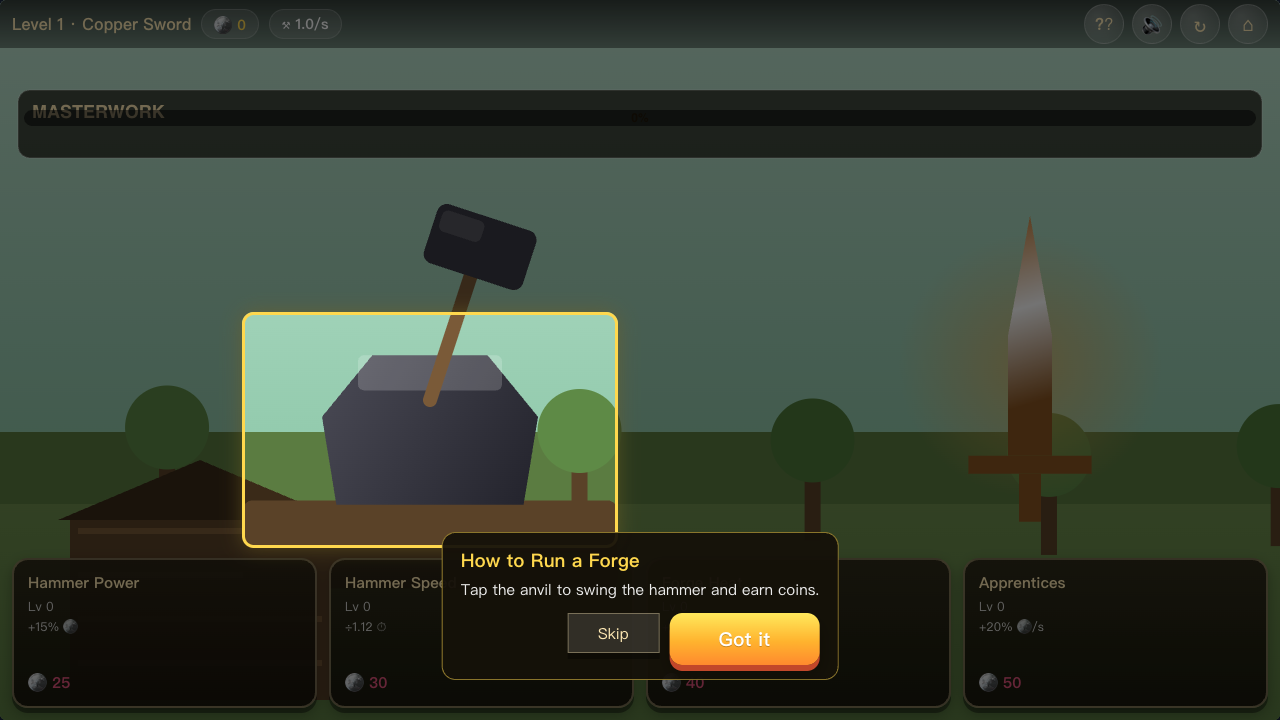 Level 1 · Copper Sword
0
1.0/s
??
MASTERWORK
How to Run a Forge
Tap the anvil to swing the hammer and earn coins.
Skip
Got it
Hammer Power
Lv 0
+15%
25
Hammer Speed
Lv 0
÷1.12
30
40
Apprentices
Lv 0
+20% /s
50